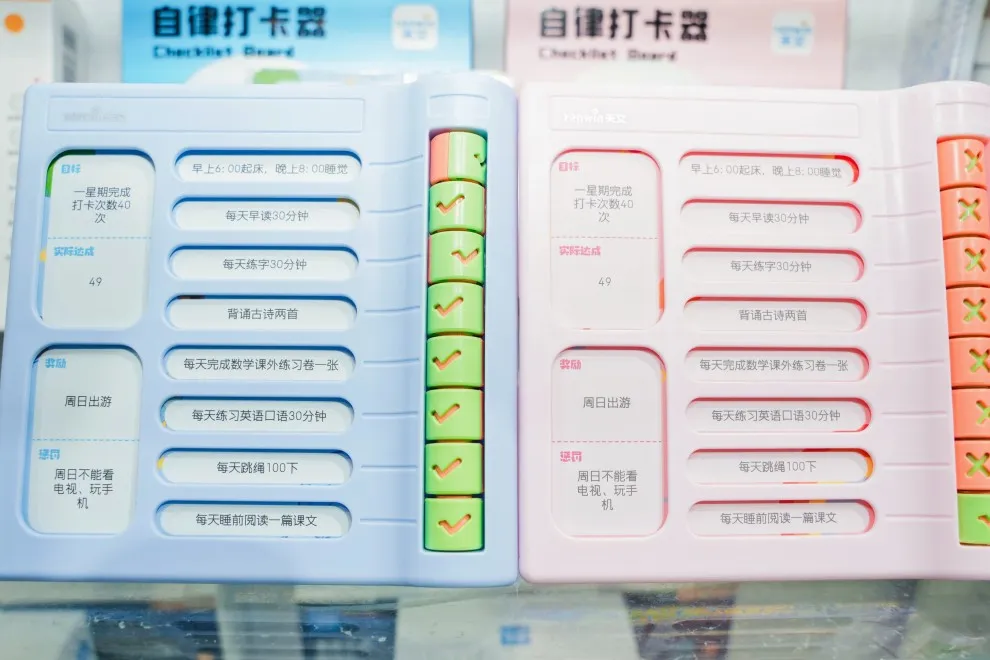 自律打卡器
Checklist Board
自律打卡器
Checklist Board
目标
一星期完成
打卡次数40
次
实际达成
49
奖励
周日出游
惩罚
周日不能看
电视、玩手
机
早上6:00起床，晚上8:00睡觉
每天早读30分钟
每天练字30分钟
背诵古诗两首
每天完成数学课外练习卷一张
每天练习英语口语30分钟
每天跳绳100下
每天睡前阅读一篇课文
目标
一星期完成
打卡次数40
次
实际达成
49
奖励
周日出游
惩罚
周日不能看
电视、玩手
机
早上6:00起床，晚上8:00睡觉
每天早读30分钟
每天练字30分钟
背诵古诗两首
每天完成数学课外练习卷一张
每天练习英语口语30分钟
每天跳绳100下
每天睡前阅读一篇课文